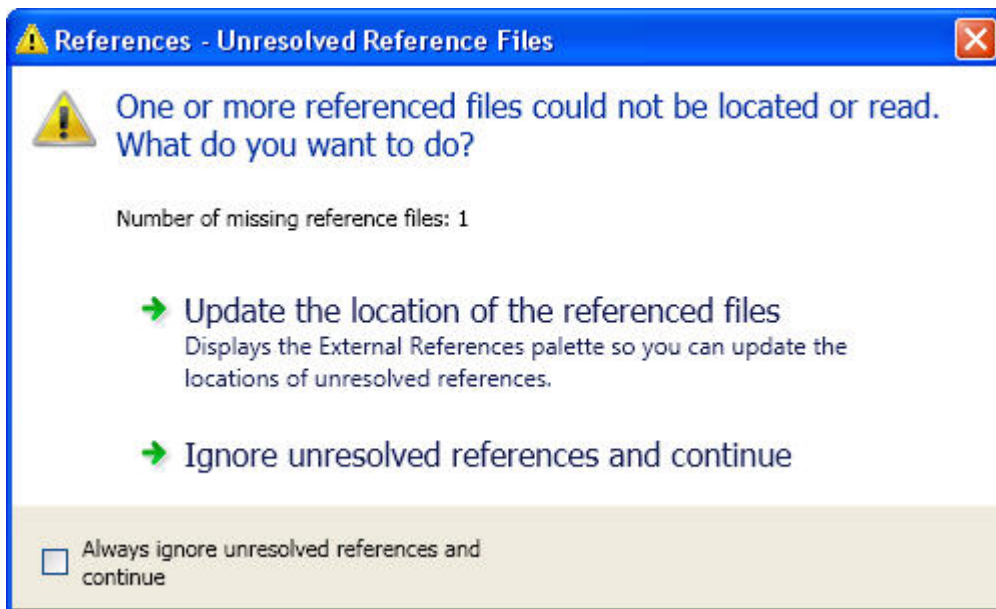 References - Unresolved Reference Files
One or more referenced files could not be located or read.
What do you want to do?
Number of missing reference files: 1
Update the location of the referenced files
Displays the External References palette so you can update the
locations of unresolved references.
Ignore unresolved references and continue
Always ignore unresolved references and
continue